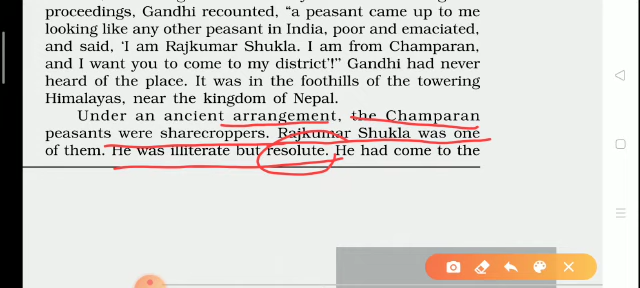 proceedings, Gandhi recounted, “a peasant came up to me
looking like any other peasant in India, poor and emaciated,
and said, ‘I am Rajkumar Shukla. I am from Champaran,
and I want you to come to my district’!” Gandhi had never
heard of the place. It was in the foothills of the towering
Himalayas, near the kingdom of Nepal.
Under an ancient arrangement, the Champaran
peasants were sharecroppers. Rajkumar Shukla was one
of them. He was illiterate but resolute. He had come to the